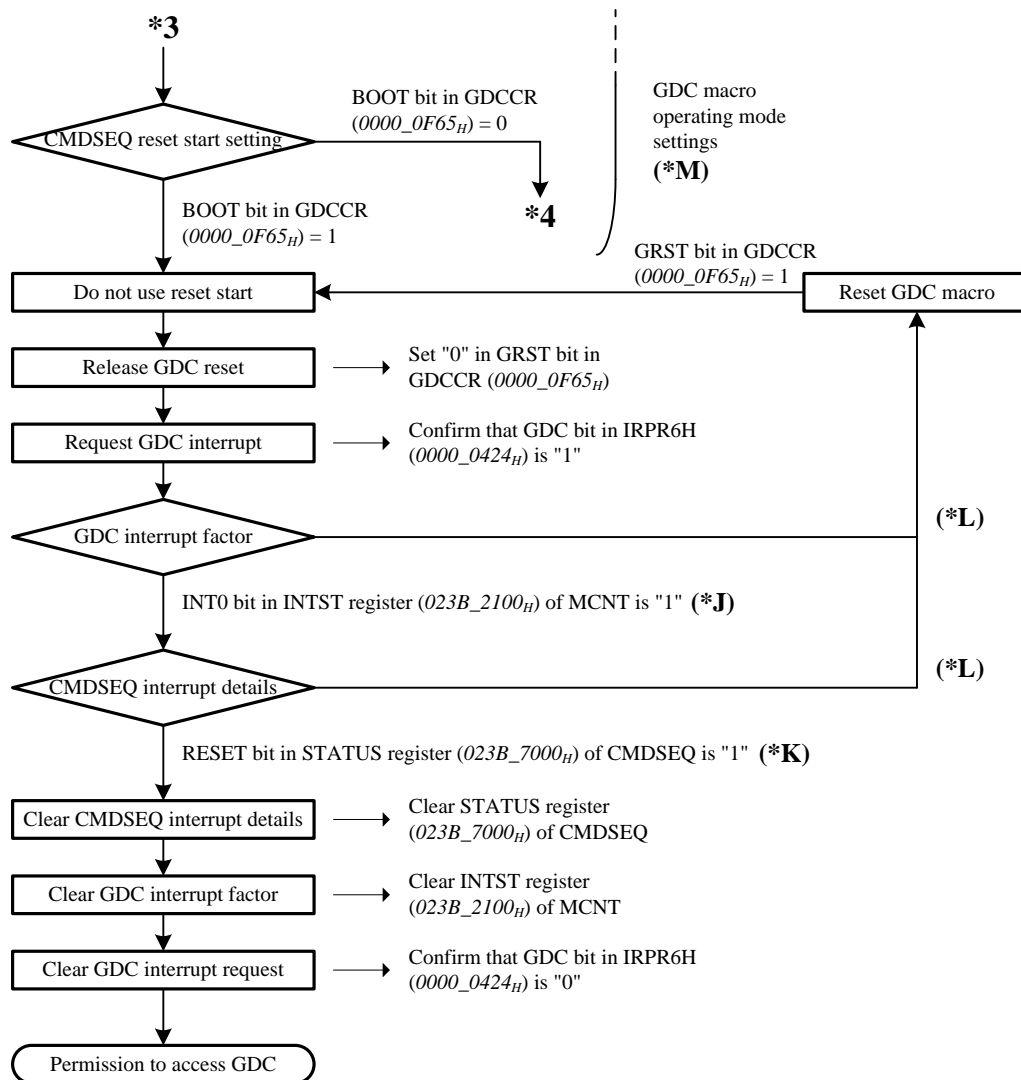 *3
BOOT bit in GDCCR
(0000_0F65H) = 0
GDC macro
operating mode
settings
(*M)
CMDSEQ reset start setting
*4
BOOT bit in GDCCR
(0000_0F65H) = 1
GRST bit in GDCCR
(0000_0F65H) = 1
Do not use reset start
Reset GDC macro
Release GDC reset
Set "0" in GRST bit in
GDCCR (0000_0F65H)
Request GDC interrupt
Confirm that GDC bit in IRPR6H
(0000_0424H) is "1"
GDC interrupt factor
(*L)
INT0 bit in INTST register (023B_2100H) of MCNT is "1" (*J)
CMDSEQ interrupt details
(*L)
RESET bit in STATUS register (023B_7000H) of CMDSEQ is "1" (*K)
Clear CMDSEQ interrupt details
Clear STATUS register
(023B_7000H) of CMDSEQ
Clear GDC interrupt factor
Clear INTST register
(023B_2100H) of MCNT
Clear GDC interrupt request
Confirm that GDC bit in IRPR6H
(0000_0424H) is "0"
Permission to access GDC